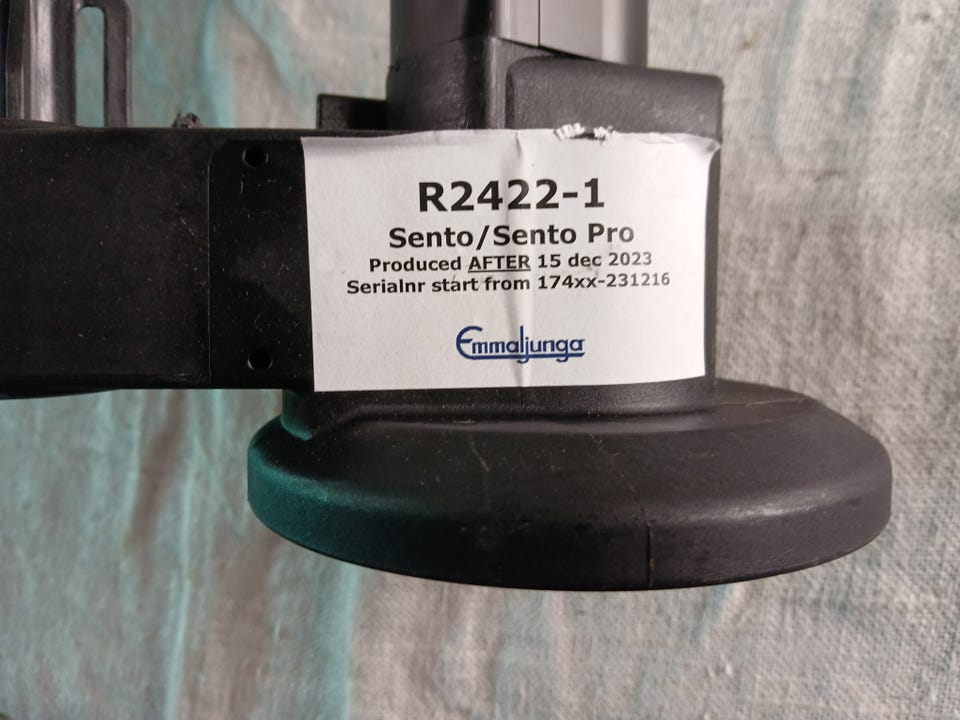 R2422-1
Sento/Sento Pro
Produced AFTER 15 dec 2023
Serialnr start from 174xx-231216
Emmaljunga